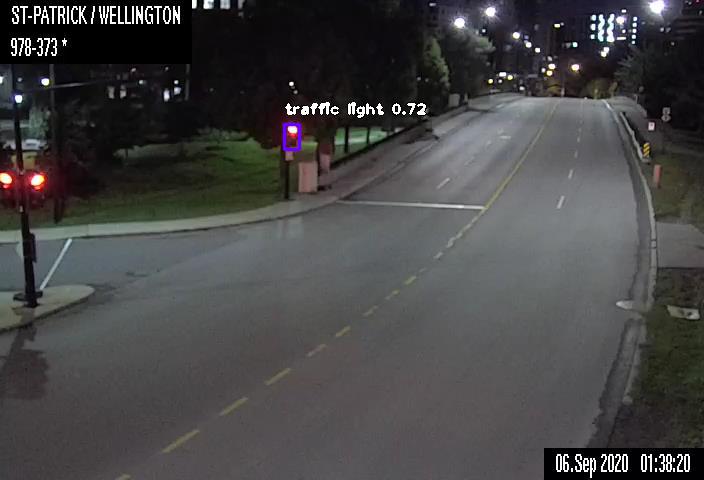 ST-PATRICK / WELLINGTON
978-373 *
traffic light 0.72
06.Sep 2020 01:38:20